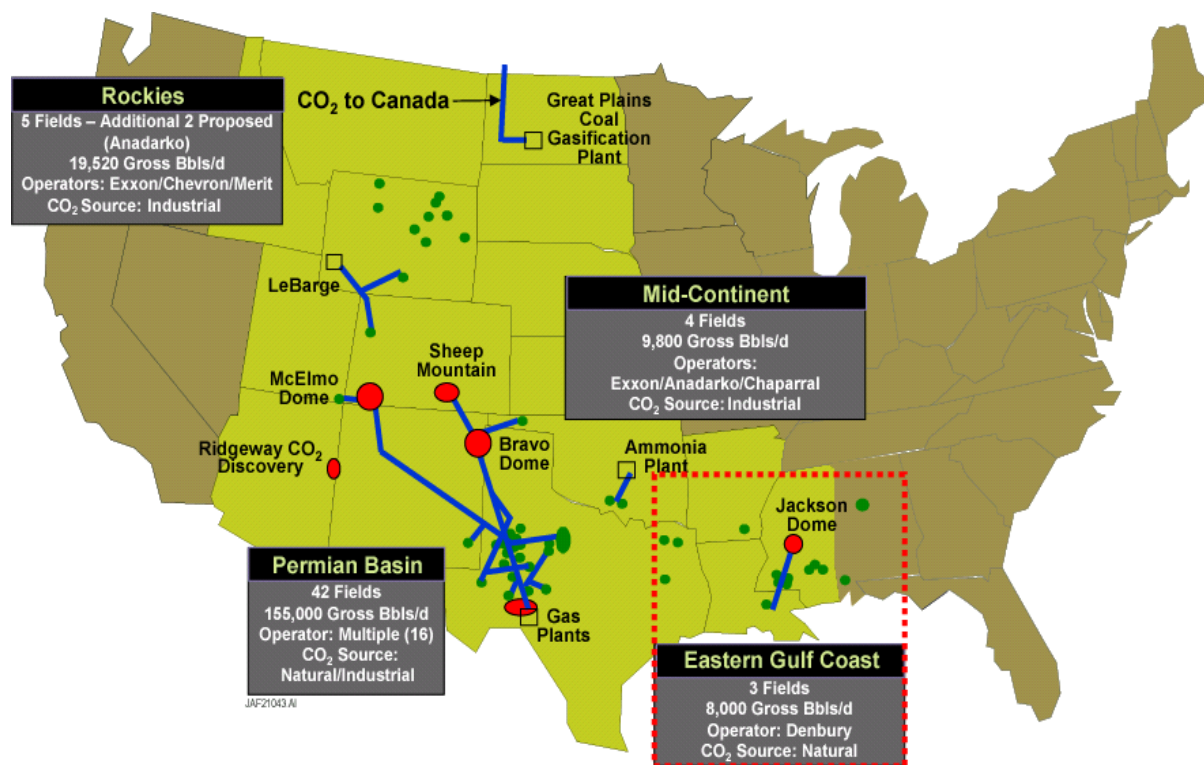 Rockies
5 Fields – Additional 2 Proposed
(Anadarko)
19,520 Gross Bbls/d
Operators: Exxon/Chevron/Merit
CO₂ Source: Industrial
CO₂ to Canada
Great Plains
Coal
Gasification
Plant
LeBarge
Mid-Continent
4 Fields
9,800 Gross Bbls/d
Operators:
Exxon/Anadarko/Chaparral
CO₂ Source: Industrial
Sheep
Mountain
McElmo
Dome
Ridgeway CO₂
Discovery
Bravo
Dome
Ammonia
Plant
Jackson
Dome
Permian Basin
42 Fields
155,000 Gross Bbls/d
Operator: Multiple (16)
CO₂ Source:
Natural/Industrial
Gas
Plants
Eastern Gulf Coast
3 Fields
8,000 Gross Bbls/d
Operator: Denbury
CO₂ Source: Natural
JAF21043.AI